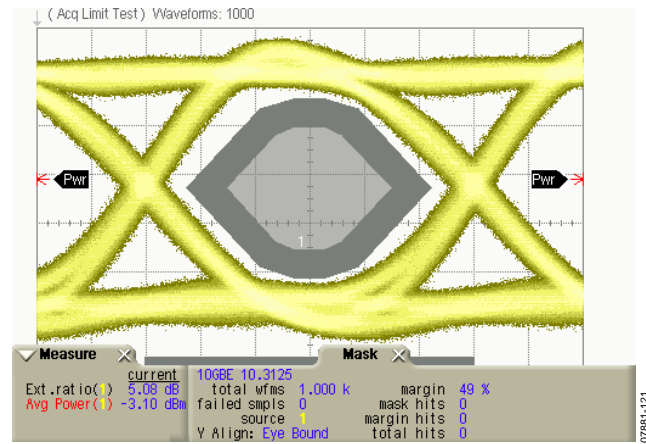 ( Acq Limit Test ) Waveforms: 1000
Pwr
Pwr
1
Measure
Mask
current
Ext.ratio(1) 5.08 dB
Avg Power(1) -3.10 dBm
10GBE 10.3125
total wfms 1.000 k margin 49 %
failed smpls 0 mask hits 0
source 1 margin hits 0
Y Align: Eye Bound total hits 0
07881-121